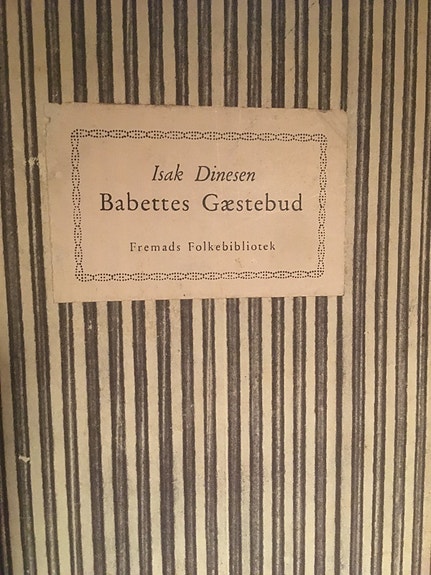 Isak Dinesen
Babettes Gæstebud
Fremads Folkebibliotek